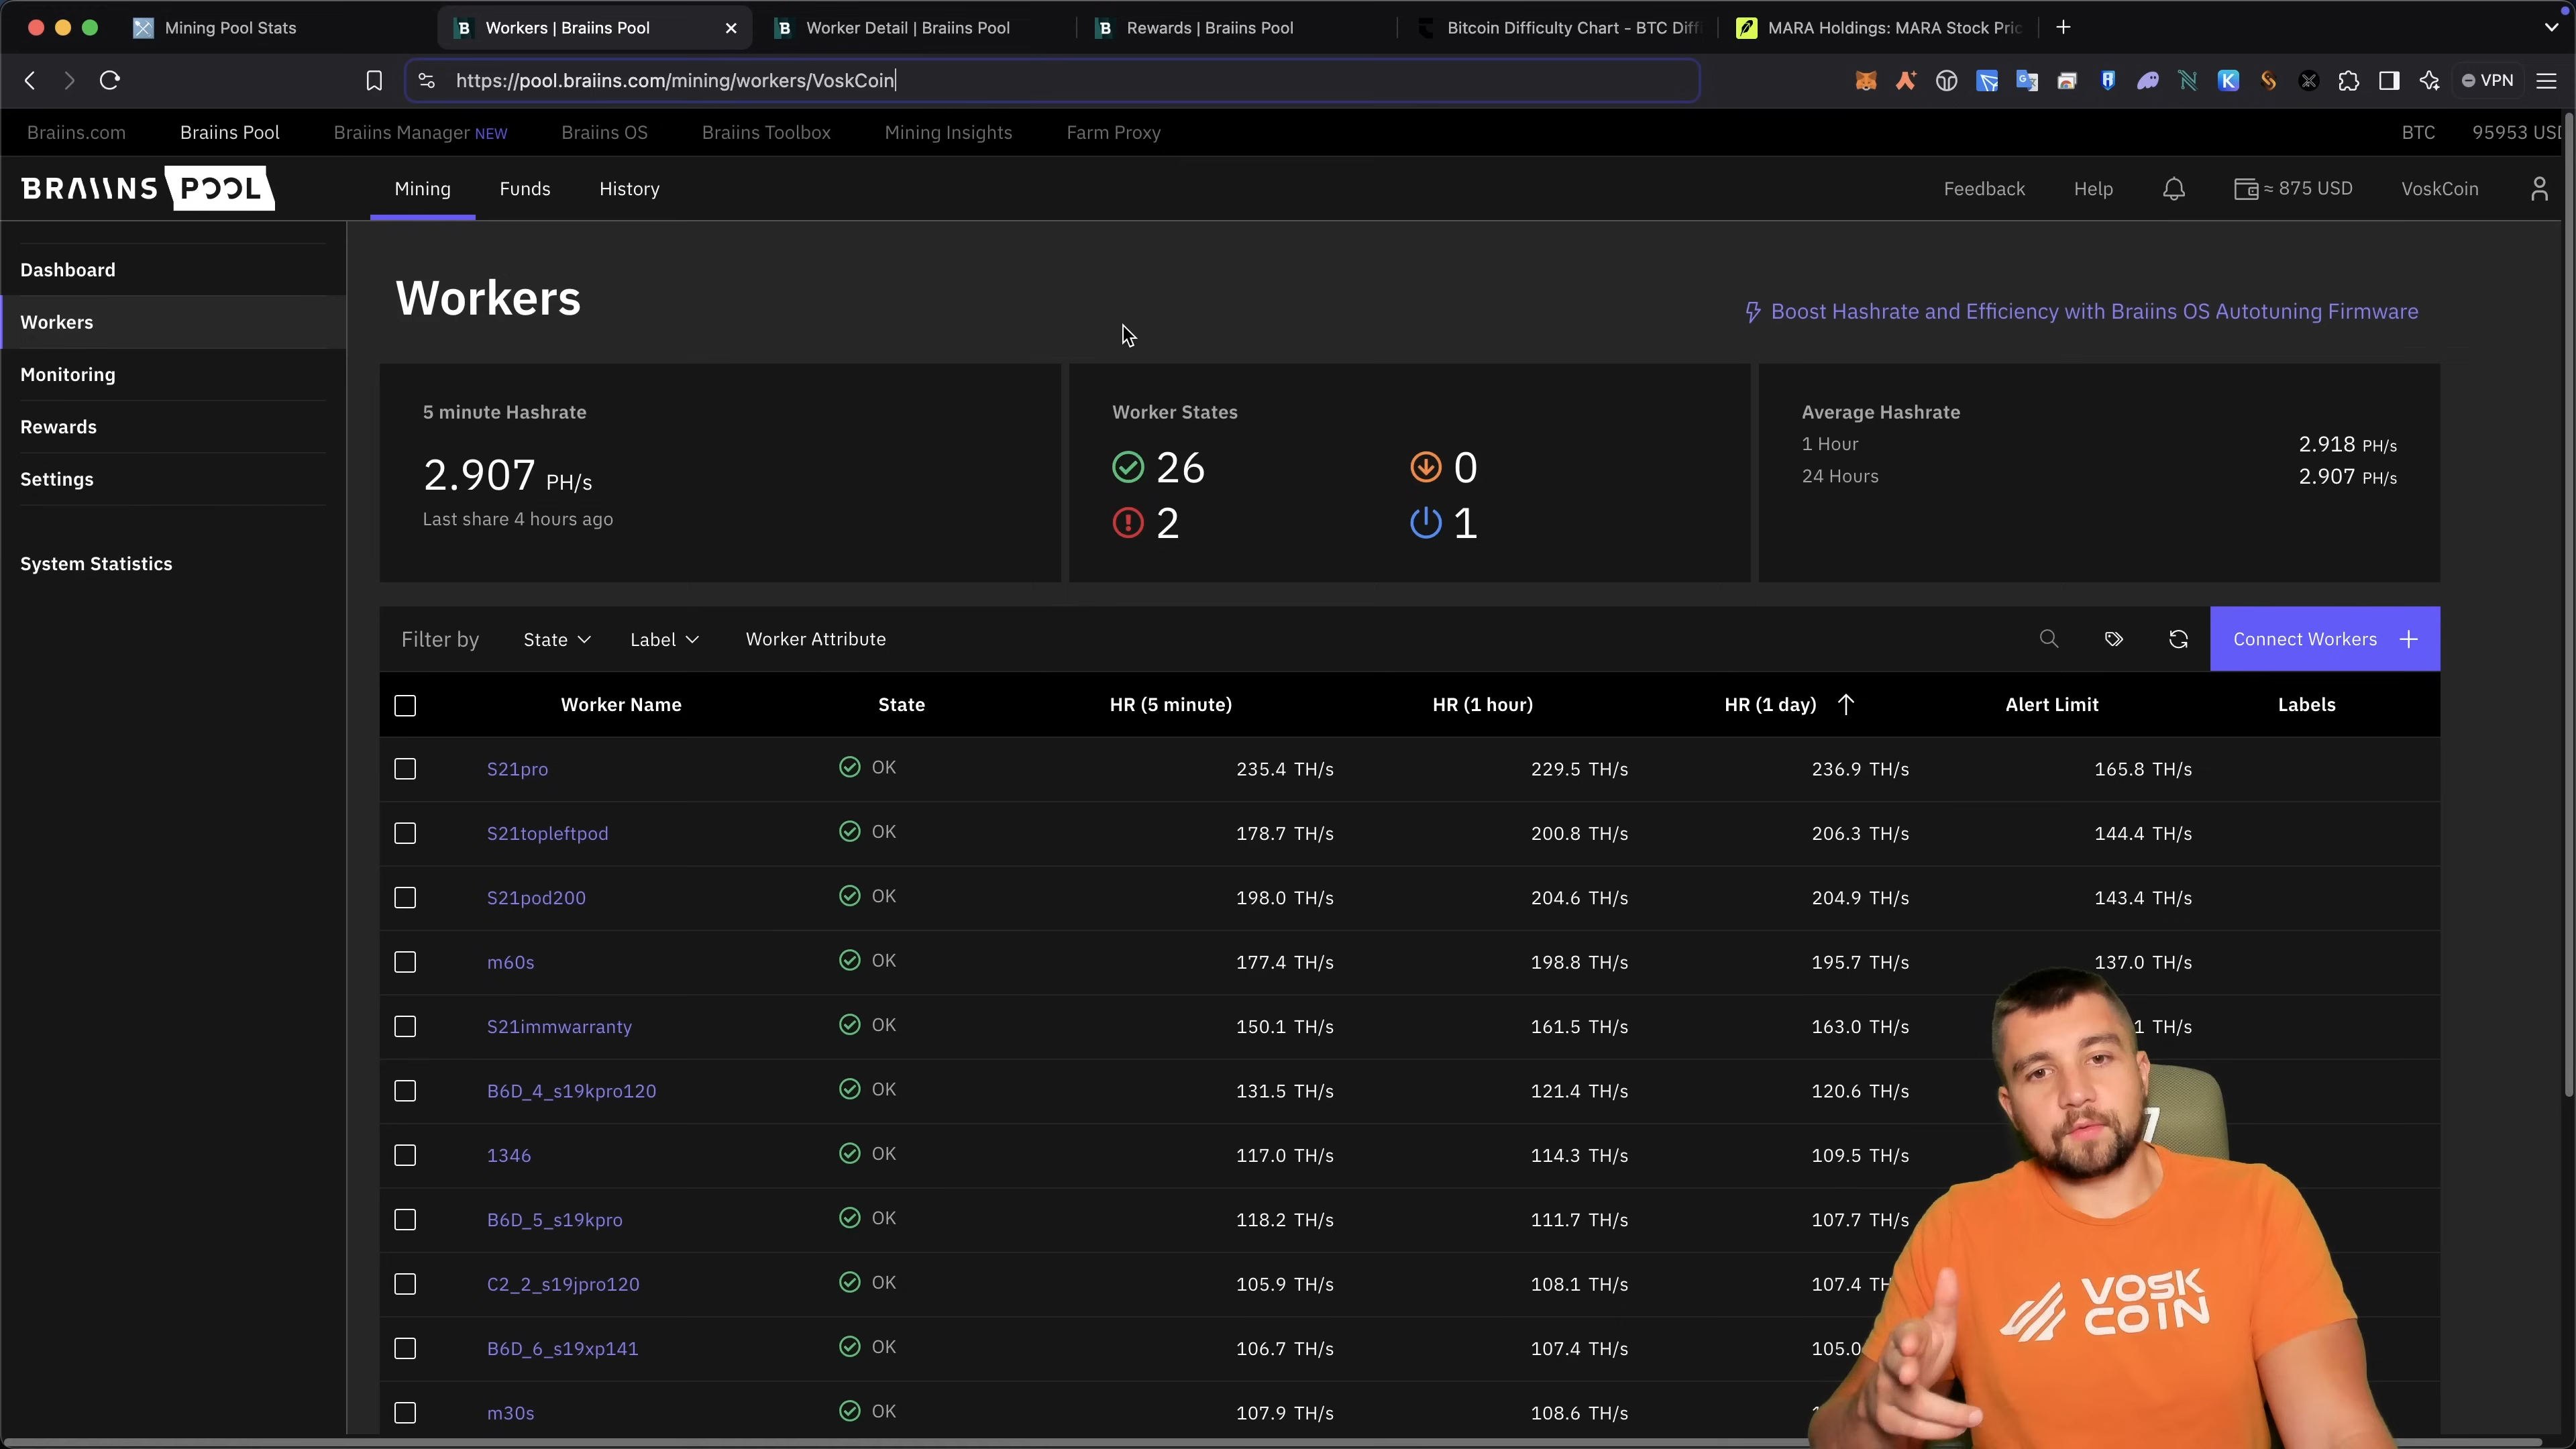 Mining Pool Stats
Workers | Braiins Pool
Worker Detail | Braiins Pool
Rewards | Braiins Pool
Bitcoin Difficulty Chart - BTC Diff
MARA Holdings: MARA Stock Pric
https://pool.braiins.com/mining/workers/VoskCoin
VPN
Braiins.com Braiins Pool Braiins Manager NEW Braiins OS Braiins Toolbox Mining Insights Farm Proxy BTC 95953 USD
BRAIINS POOL Mining Funds History Feedback Help ≈ 875 USD VoskCoin
Dashboard
Workers
Monitoring
Rewards
Settings
System Statistics
Workers
Boost Hashrate and Efficiency with Braiins OS Autotuning Firmware
5 minute Hashrate
2.907 PH/s
Last share 4 hours ago
Worker States
26 0
2 1
Average Hashrate
1 Hour 2.918 PH/s
24 Hours 2.907 PH/s
Filter by State Label Worker Attribute Connect Workers +
Worker Name State HR (5 minute) HR (1 hour) HR (1 day) Alert Limit Labels
S21pro OK 235.4 TH/s 229.5 TH/s 236.9 TH/s 165.8 TH/s
S21topleftpod OK 178.7 TH/s 200.8 TH/s 206.3 TH/s 144.4 TH/s
S21pod200 OK 198.0 TH/s 204.6 TH/s 204.9 TH/s 143.4 TH/s
m60s OK 177.4 TH/s 198.8 TH/s 195.7 TH/s 137.0 TH/s
S21immwarranty OK 150.1 TH/s 161.5 TH/s 163.0 TH/s 1 TH/s
B6D_4_s19kpro120 OK 131.5 TH/s 121.4 TH/s 120.6 TH/s
1346 OK 117.0 TH/s 114.3 TH/s 109.5 TH/s
B6D_5_s19kpro OK 118.2 TH/s 111.7 TH/s 107.7 TH/s
C2_2_s19jpro120 OK 105.9 TH/s 108.1 TH/s 107.4 TH
B6D_6_s19xp141 OK 106.7 TH/s 107.4 TH/s 105.0
m30s OK 107.9 TH/s 108.6 TH/s
VOSK
COIN